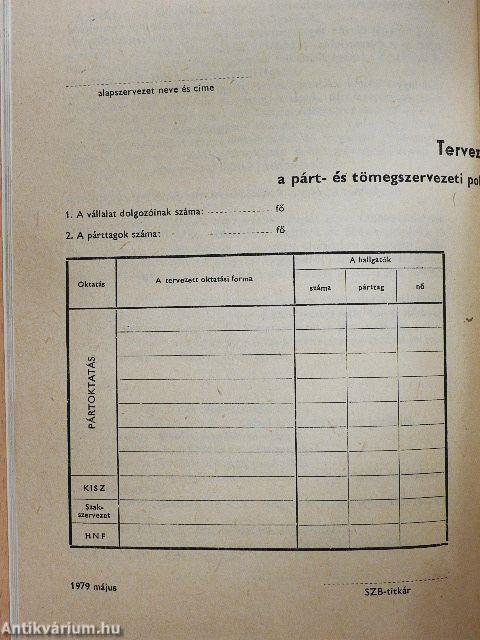 alapszervezet neve és címe
Tervez
a párt- és tömegszervezeti pol
1. A vállalat dolgozóinak száma: fő
2. A párttagok száma: fő
Oktatás
A tervezett oktatási forma
A hallgatók
száma
párttag
nő
PÁRTOKTATÁS
KISZ
Szak-
szervezet
HNF
1979 május
SZB-titkár
Antikvárium.hu